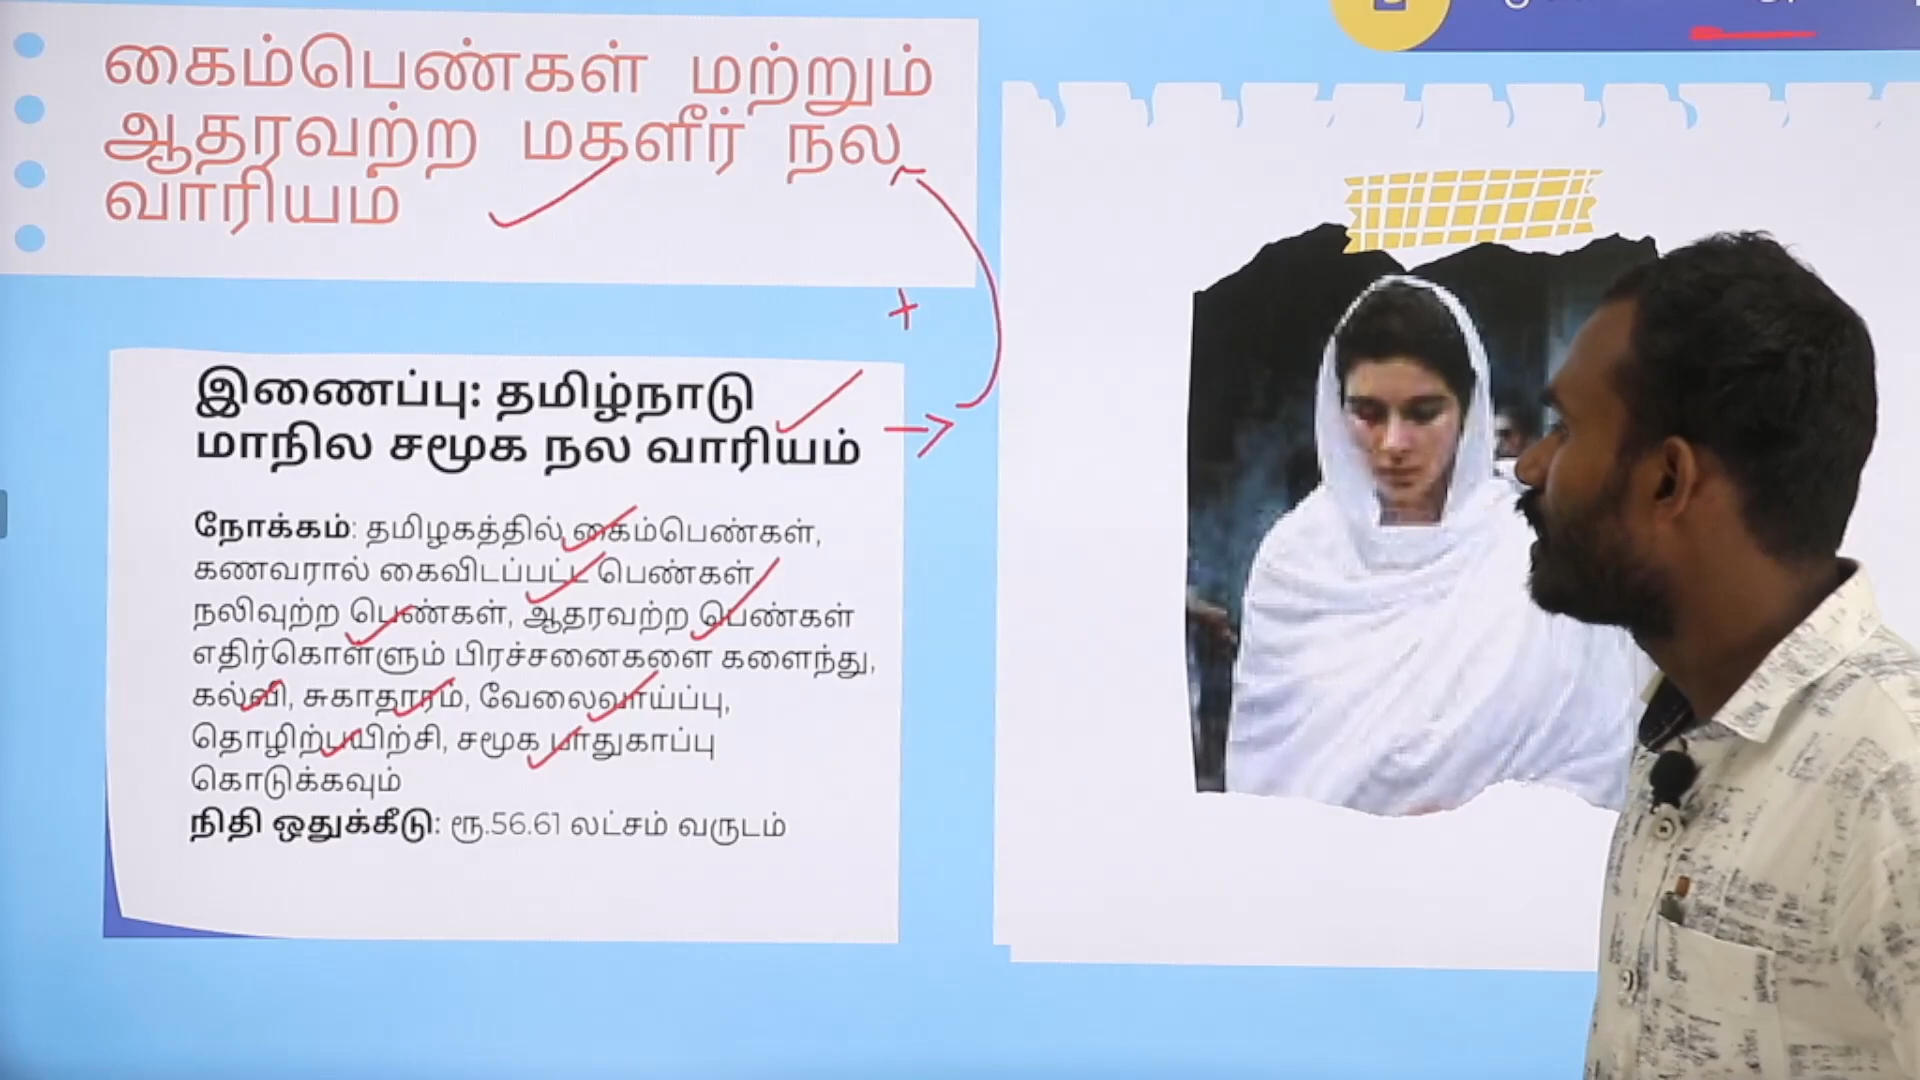 கைம்பெண்கள் மற்றும்
ஆதரவற்ற மகளீர் நல
வாரியம்
இணைப்பு: தமிழ்நாடு
மாநில சமூக நல வாரியம்
நோக்கம்: தமிழகத்தில் கைம்பெண்கள்,
கணவரால் கைவிடப்பட்ட பெண்கள்,
நலிவுற்ற பெண்கள், ஆதரவற்ற பெண்கள்
எதிர்கொள்ளும் பிரச்சனைகளை களைந்து,
கல்வி, சுகாதாரம், வேலைவாய்ப்பு,
தொழிற்பயிற்சி, சமூக பாதுகாப்பு
கொடுக்கவும்
நிதி ஒதுக்கீடு: ரூ.56.61 லட்சம் வருடம்